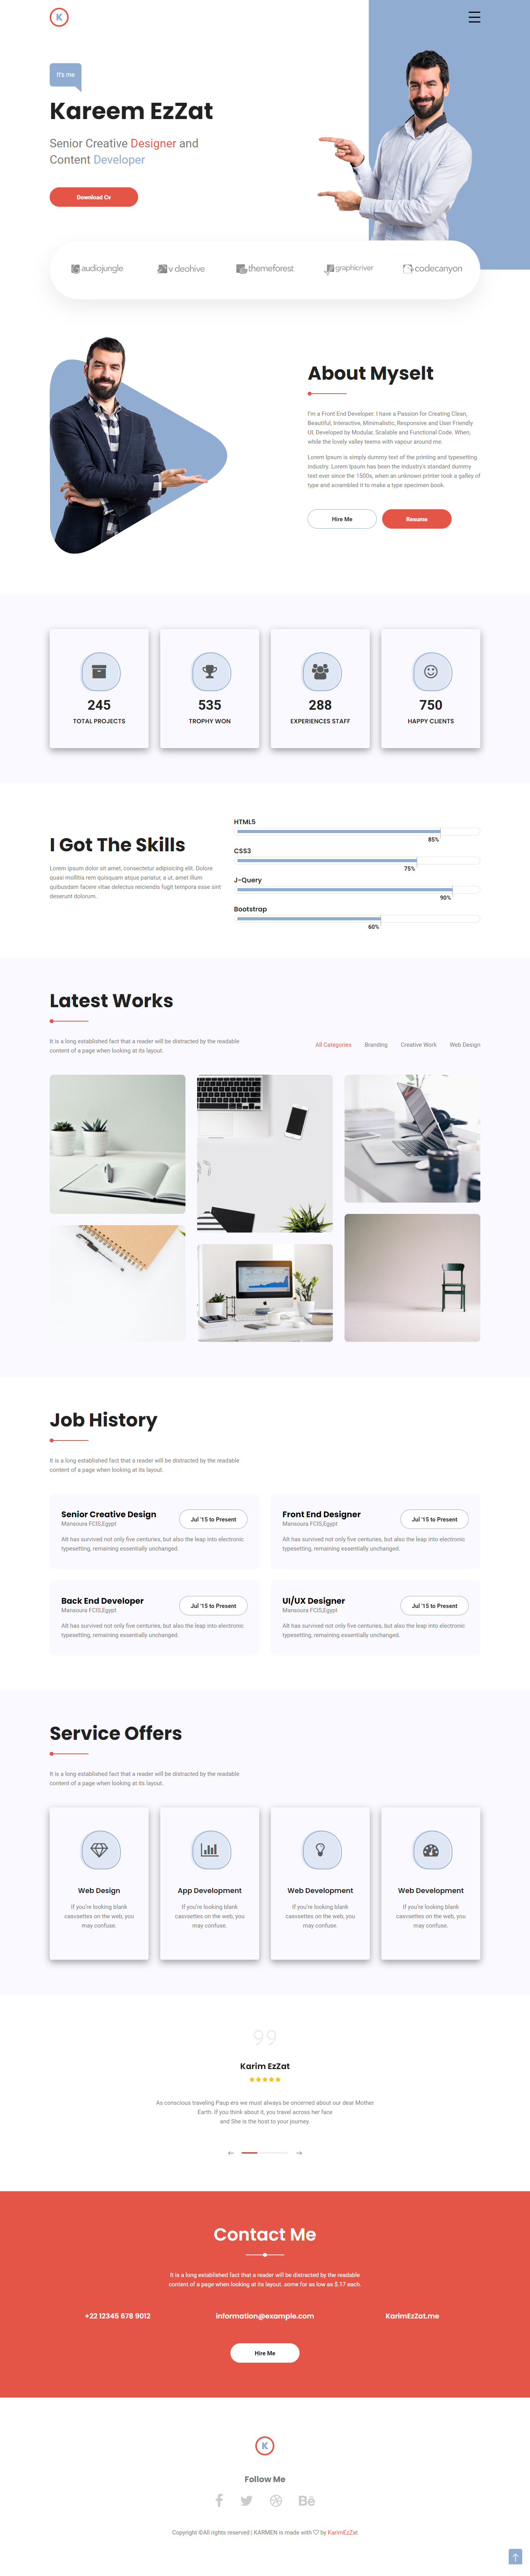 K
It's me
Kareem EzZat
Senior Creative Designer and
Content Developer
Download Cv
audiojungle
v deohive
themeforest
graphicriver
codecanyon
About Myselt
I'm a Front End Developer. I have a Passion for Creating Clean,
Beautiful, Interactive, Minimalistic, Responsive and User Friendly
UI, Developed by Modular, Scalable and Functional Code. When,
while the lovely valley teems with vapour around me.
Lorem Ipsum is simply dummy text of the printing and typesetting
industry. Lorem Ipsum has been the industry's standard dummy
text ever since the 1500s, when an unknown printer took a galley of
type and scrambled it to make a type specimen book.
Hire Me
Resume
245
TOTAL PROJECTS
535
TROPHY WON
288
EXPERIENCES STAFF
750
HAPPY CLIENTS
I Got The Skills
Lorem ipsum dolor sit amet, consectetur adipisicing elit. Dolore
quasi mollitia rem quisquam atque pariatur a ut, amet illum
quibusdam facere vitae delectus reiciendis fugit tempora esse sint
deserunt dolorum.
HTML5
85%
CSS3
75%
J-Query
90%
Bootstrap
60%
Latest Works
It is a long established fact that a reader will be distracted by the readable
content of a page when looking at its layout.
All Categories
Branding
Creative Work
Web Design
Job History
It is a long established fact that a reader will be distracted by the readable
content of a page when looking at its layout.
Senior Creative Design
Mansoura FCIS,Egypt
Jul '15 to Present
Alt has survived not only five centuries, but also the leap into electronic
typesetting, remaining essentially unchanged.
Front End Designer
Mansoura FCIS,Egypt
Jul '15 to Present
Alt has survived not only five centuries, but also the leap into electronic
typesetting, remaining essentially unchanged.
Back End Developer
Mansoura FCIS,Egypt
Jul '15 to Present
Alt has survived not only five centuries, but also the leap into electronic
typesetting, remaining essentially unchanged.
UI/UX Designer
Mansoura FCIS,Egypt
Jul '15 to Present
Alt has survived not only five centuries, but also the leap into electronic
typesetting, remaining essentially unchanged.
Service Offers
It is a long established fact that a reader will be distracted by the readable
content of a page when looking at its layout.
Web Design
If you're looking blank
casvsettes on the web, you
may confuse.
App Development
If you're looking blank
casvsettes on the web, you
may confuse.
Web Development
If you're looking blank
casvsettes on the web, you
may confuse.
Web Development
If you're looking blank
casvsettes on the web, you
may confuse.
Karim EzZat
As conscious traveling Paup ers we must always be oncerned about our dear Mother
Earth. If you think about it, you travel across her face
and She is the host to your journey.
Contact Me
It is a long established fact that a reader will be distracted by the readable
content of a page when looking at its layout. some for as low as $.17 each.
+22 12345 678 9012
information@example.com
KarimEzZat.me
Hire Me
K
Follow Me
Bē
Copyright ©All rights reserved | KARMEN is made with ♡ by KarimEzZat